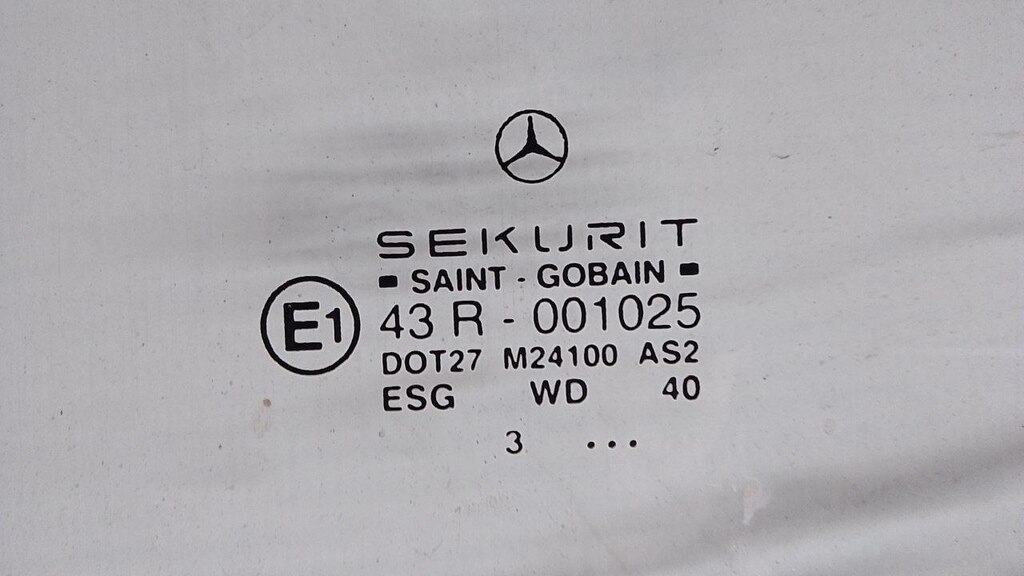 SEKURIT
SAINT - GOBAIN
E1
43 R - 001025
DOT27 M24100 AS2
ESG WD 40
3 ...